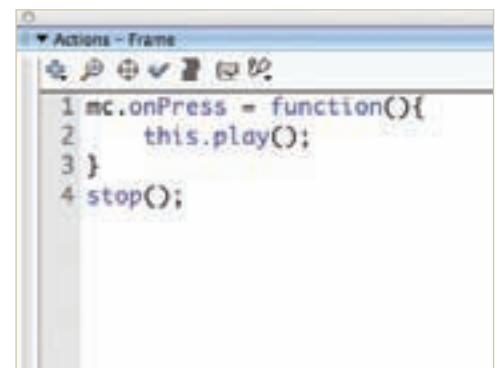 Actions - Frame
1 mc.onPress = function(){
2 this.play();
3 }
4 stop();